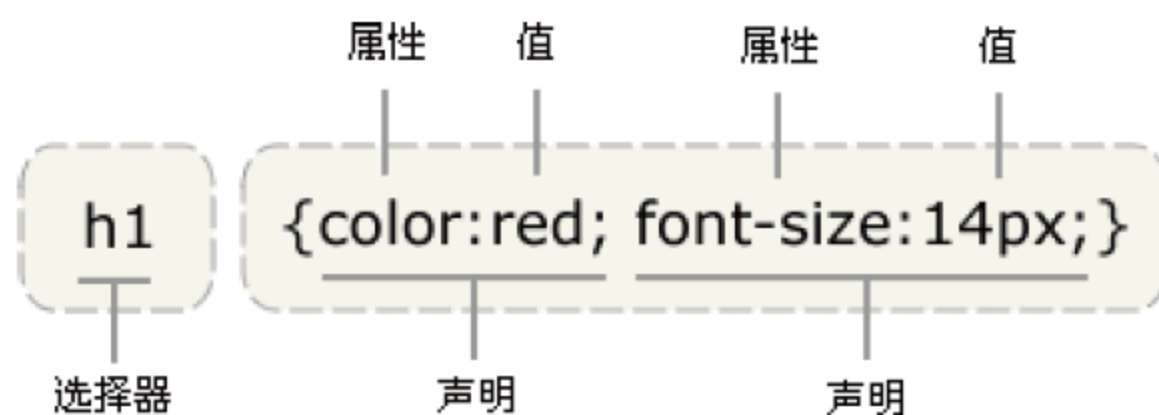 属性 值 属性 值
h1 {color:red; font-size:14px;}
选择器 声明 声明